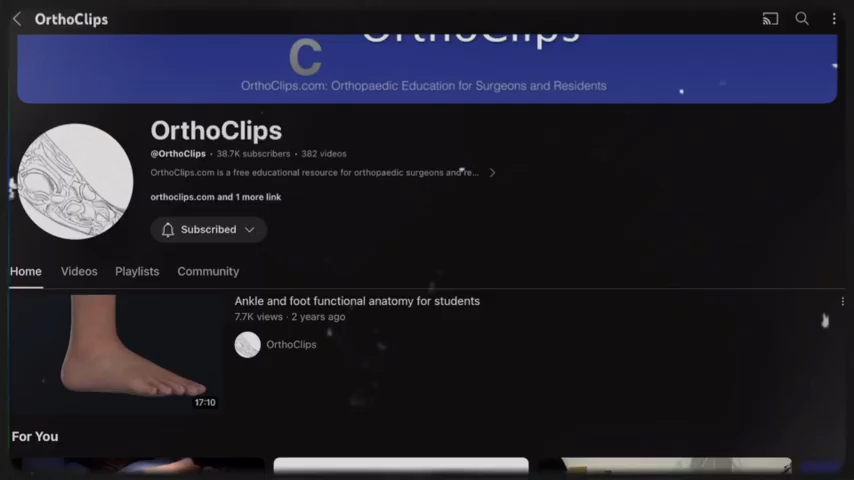 OrthoClips
OrthoClips
C
OrthoClips.com: Orthopaedic Education for Surgeons and Residents
OrthoClips
@OrthoClips · 38.7K subscribers · 382 videos
OrthoClips.com is a free educational resource for orthopaedic surgeons and re...
orthoclips.com and 1 more link
Subscribed
Home Videos Playlists Community
Ankle and foot functional anatomy for students
7.7K views · 2 years ago
OrthoClips
17:10
For You